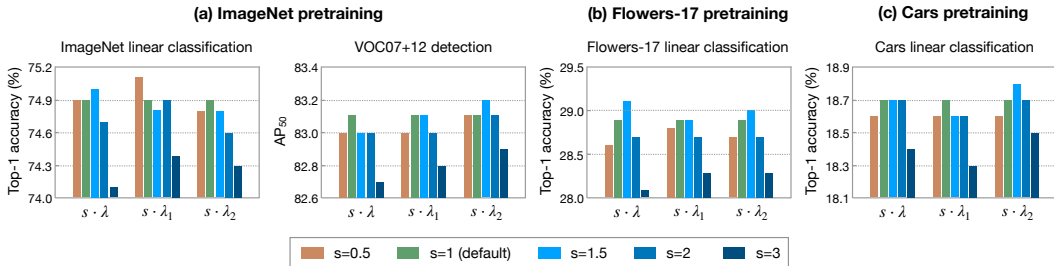 (a) ImageNet pretraining
(b) Flowers-17 pretraining
(c) Cars pretraining
ImageNet linear classification
VOC07+12 detection
Flowers-17 linear classification
Cars linear classification
Top-1 accuracy (%)
75.2
74.9
74.6
74.3
74.0
s · λ
s · λ₁
s · λ₂
AP₅₀
83.4
83.2
83.0
82.8
82.6
s · λ
s · λ₁
s · λ₂
Top-1 accuracy (%)
29.5
29.0
28.5
28.0
s · λ
s · λ₁
s · λ₂
Top-1 accuracy (%)
18.9
18.7
18.5
18.3
18.1
s · λ
s · λ₁
s · λ₂
s=0.5
s=1 (default)
s=1.5
s=2
s=3